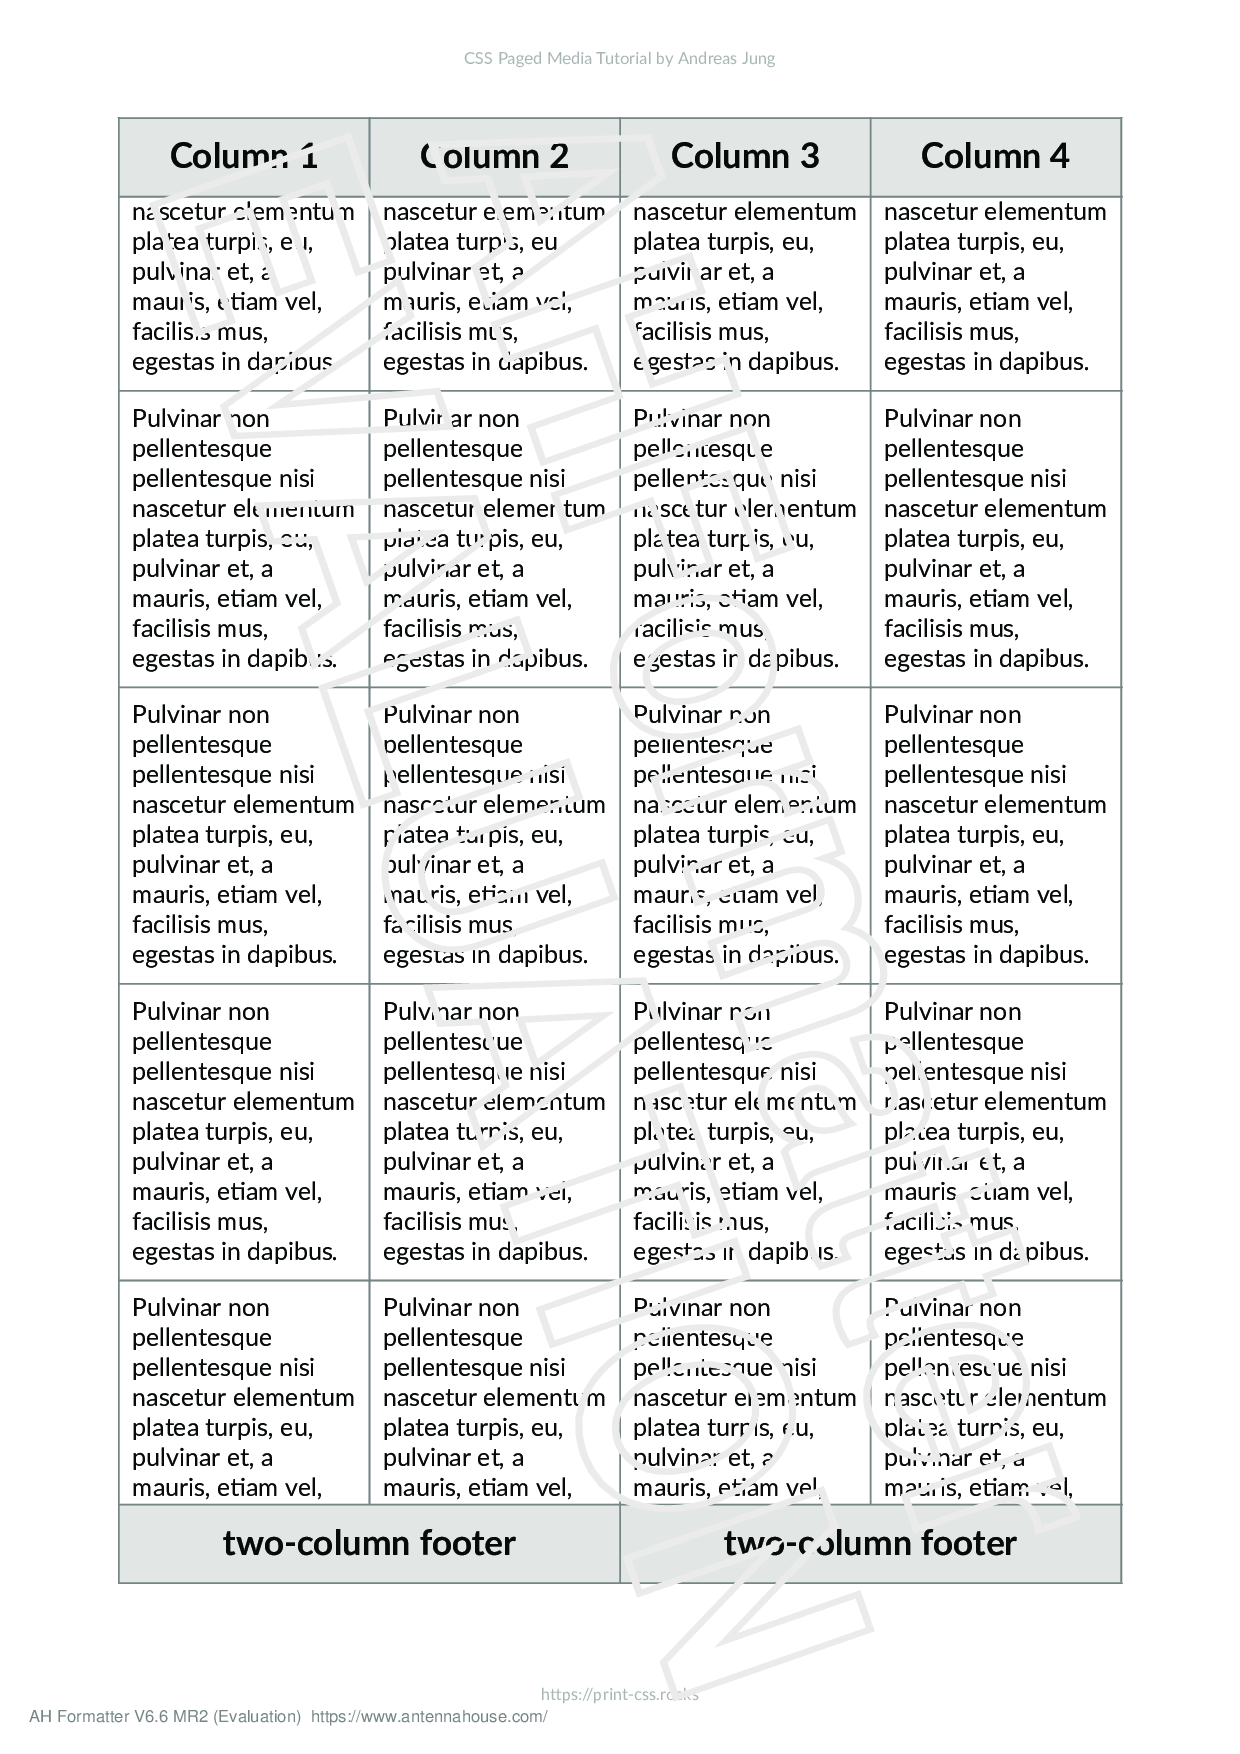 CSS Paged Media Tutorial by Andreas Jung
Column 1 Column 2 Column 3 Column 4
nascetur elementum nascetur elementum nascetur elementum nascetur elementum
platea turpis, eu, platea turpis, eu, platea turpis, eu, platea turpis, eu,
pulvinar et, a pulvinar et, a pulvinar et, a pulvinar et, a
mauris, etiam vel, mauris, etiam vel, mauris, etiam vel, mauris, etiam vel,
facilisis mus, facilisis mus, facilisis mus, facilisis mus,
egestas in dapibus. egestas in dapibus. egestas in dapibus. egestas in dapibus.
Pulvinar non Pulvinar non Pulvinar non Pulvinar non
pellentesque pellentesque pellentesque pellentesque
pellentesque nisi pellentesque nisi pellentesque nisi pellentesque nisi
nascetur elementum nascetur elementum nascetur elementum nascetur elementum
platea turpis, eu, platea turpis, eu, platea turpis, eu, platea turpis, eu,
pulvinar et, a pulvinar et, a pulvinar et, a pulvinar et, a
mauris, etiam vel, mauris, etiam vel, mauris, etiam vel, mauris, etiam vel,
facilisis mus, facilisis mus, facilisis mus, facilisis mus,
egestas in dapibus. egestas in dapibus. egestas in dapibus. egestas in dapibus.
Pulvinar non Pulvinar non Pulvinar non Pulvinar non
pellentesque pellentesque pellentesque pellentesque
pellentesque nisi pellentesque nisi pellentesque nisi pellentesque nisi
nascetur elementum nascetur elementum nascetur elementum nascetur elementum
platea turpis, eu, platea turpis, eu, platea turpis, eu, platea turpis, eu,
pulvinar et, a pulvinar et, a pulvinar et, a pulvinar et, a
mauris, etiam vel, mauris, etiam vel, mauris, etiam vel, mauris, etiam vel,
facilisis mus, facilisis mus, facilisis mus, facilisis mus,
egestas in dapibus. egestas in dapibus. egestas in dapibus. egestas in dapibus.
Pulvinar non Pulvinar non Pulvinar non Pulvinar non
pellentesque pellentesque pellentesque pellentesque
pellentesque nisi pellentesque nisi pellentesque nisi pellentesque nisi
nascetur elementum nascetur elementum nascetur elementum nascetur elementum
platea turpis, eu, platea turpis, eu, platea turpis, eu, platea turpis, eu,
pulvinar et, a pulvinar et, a pulvinar et, a pulvinar et, a
mauris, etiam vel, mauris, etiam vel, mauris, etiam vel, mauris, etiam vel,
facilisis mus, facilisis mus, facilisis mus, facilisis mus,
egestas in dapibus. egestas in dapibus. egestas in dapibus. egestas in dapibus.
Pulvinar non Pulvinar non Pulvinar non Pulvinar non
pellentesque pellentesque pellentesque pellentesque
pellentesque nisi pellentesque nisi pellentesque nisi pellentesque nisi
nascetur elementum nascetur elementum nascetur elementum nascetur elementum
platea turpis, eu, platea turpis, eu, platea turpis, eu, platea turpis, eu,
pulvinar et, a pulvinar et, a pulvinar et, a pulvinar et, a
mauris, etiam vel, mauris, etiam vel, mauris, etiam vel, mauris, etiam vel,
two-column footer two-column footer
AH Formatter
EVALUATION
https://print-css.rocks
AH Formatter V6.6 MR2 (Evaluation) https://www.antennahouse.com/